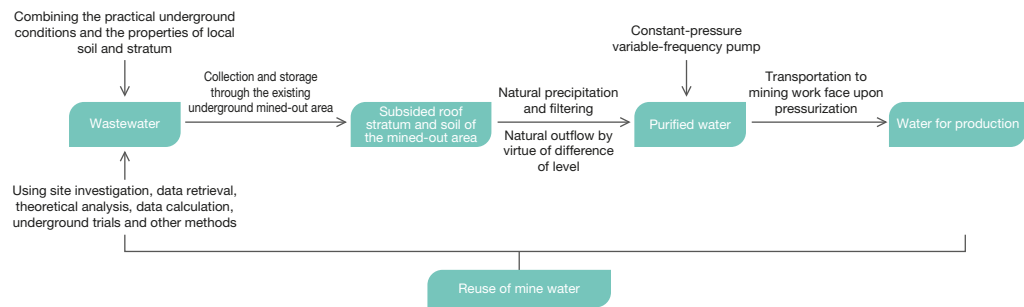 Combining the practical underground
conditions and the properties of local
soil and stratum
Constant-pressure
variable-frequency pump
Collection and storage
through the existing
underground mined-out area
Natural precipitation
and filtering
Transportation to
mining work face upon
pressurization
Wastewater
Subsided roof
stratum and soil of
the mined-out area
Natural outflow by
virtue of difference
of level
Purified water
Water for production
Using site investigation, data retrieval,
theoretical analysis, data calculation,
underground trials and other methods
Reuse of mine water